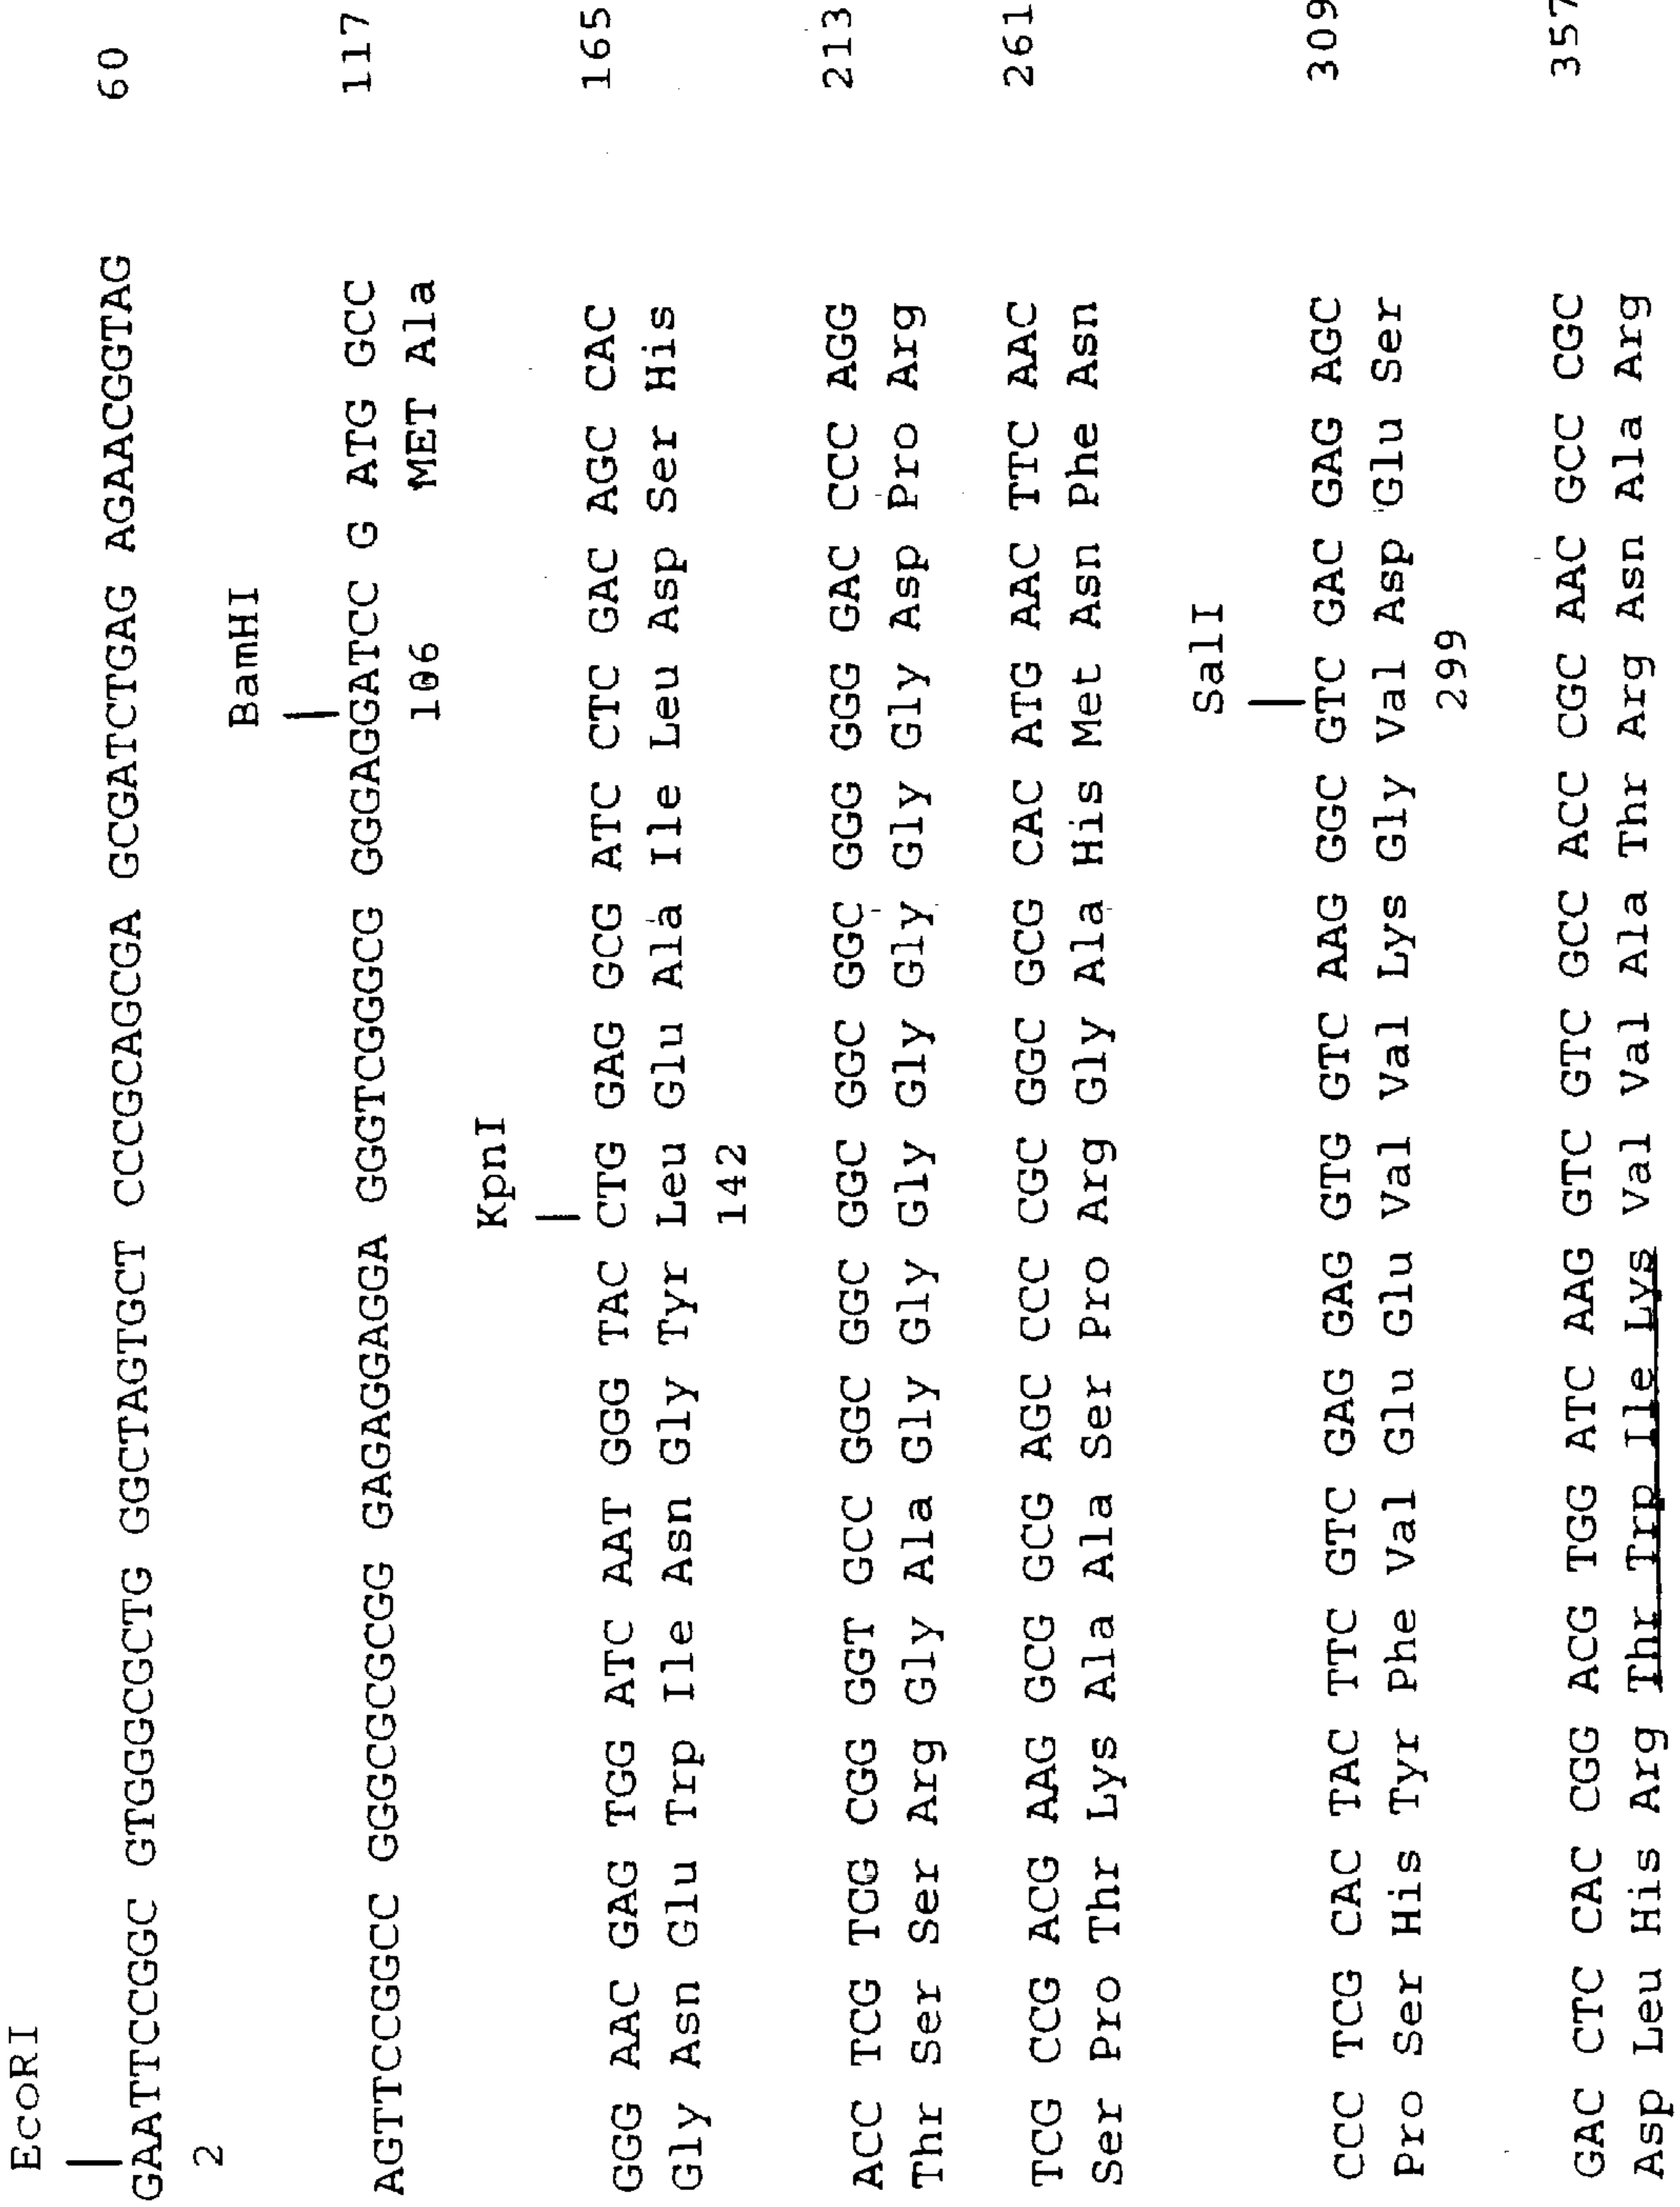 EcoRI
GAATTCCGGC GTGGGCGCTG GGCTAGTGCT CCCGCAGCGA GCGATCTGAG AGAACGGTAG 60
2
BamHI
AGTTCCGGCC GGGCGCGCGG GAGAGGAGGA GGGTCGGGCG GGGAGGATCC G ATG GCC 117
MET Ala
106
KpnI
GGG AAC GAG TGG ATC AAT GGG TAC CTG GAG GCG ATC CTC GAC AGC CAC 165
Gly Asn Glu Trp Ile Asn Gly Tyr Leu Glu Ala Ile Leu Asp Ser His
142
ACC TCG TCG CGG GGT GCC GGC GGC GGC GGC GGC GGG GGG GAC CCC AGG 213
Thr Ser Ser Arg Gly Ala Gly Gly Gly Gly Gly Gly Gly Asp Pro Arg
TCG CCG ACG AAG GCG GCG AGC CCC CGC GGC GCG CAC ATG AAC TTC AAC 261
Ser Pro Thr Lys Ala Ala Ser Pro Arg Gly Ala His Met Asn Phe Asn
SalI
CCC TCG CAC TAC TTC GTC GAG GAG GTG GTC AAG GGC GTC GAC GAG AGC 309
Pro Ser His Tyr Phe Val Glu Glu Val Val Lys Gly Val Asp Glu Ser
299
GAC CTC CAC CGG ACG TGG ATC AAG GTC GTC GCC ACC CGC AAC GCC CGC 357
Asp Leu His Arg Thr Trp Ile Lys Val Val Ala Thr Arg Asn Ala Arg